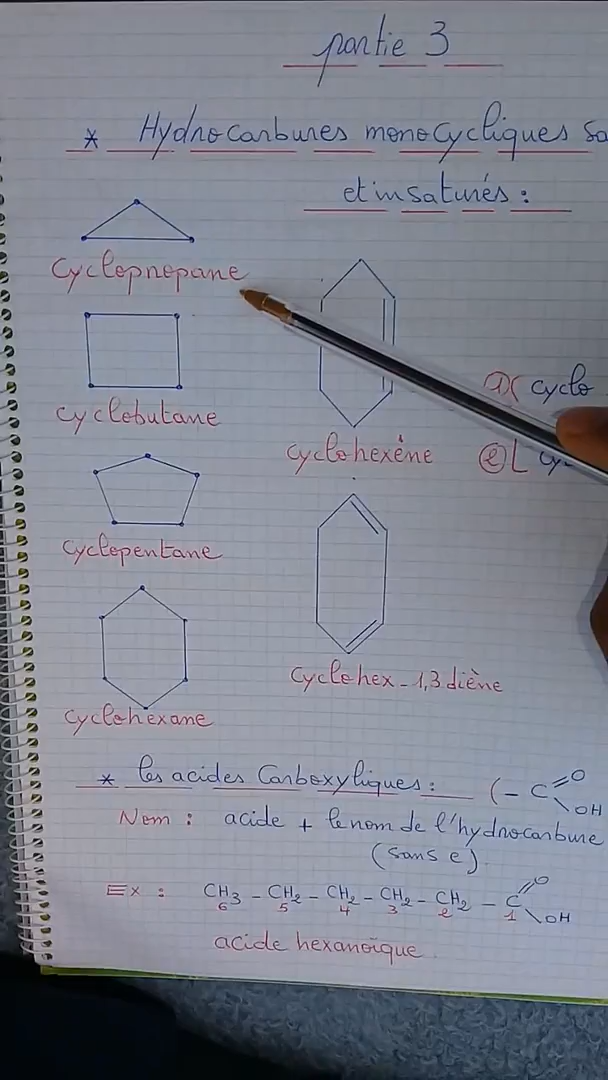 partie 3
* Hydrocarbures monocycliques Sa
et insaturés :
cyclopropane
cyclobutane
cyclopentane
cyclohexane
cyclohexène
cyclohex-1,3 diène
cyclo
* les acides Carboxyliques : (- C O
OH
Nom : acide + le nom de l'hydrocarbure
(sans e)
Ex : CH3 - CH2 - CH2 - CH2 - CH2 - C O
OH
6 5 4 3 2 1
acide hexanoïque